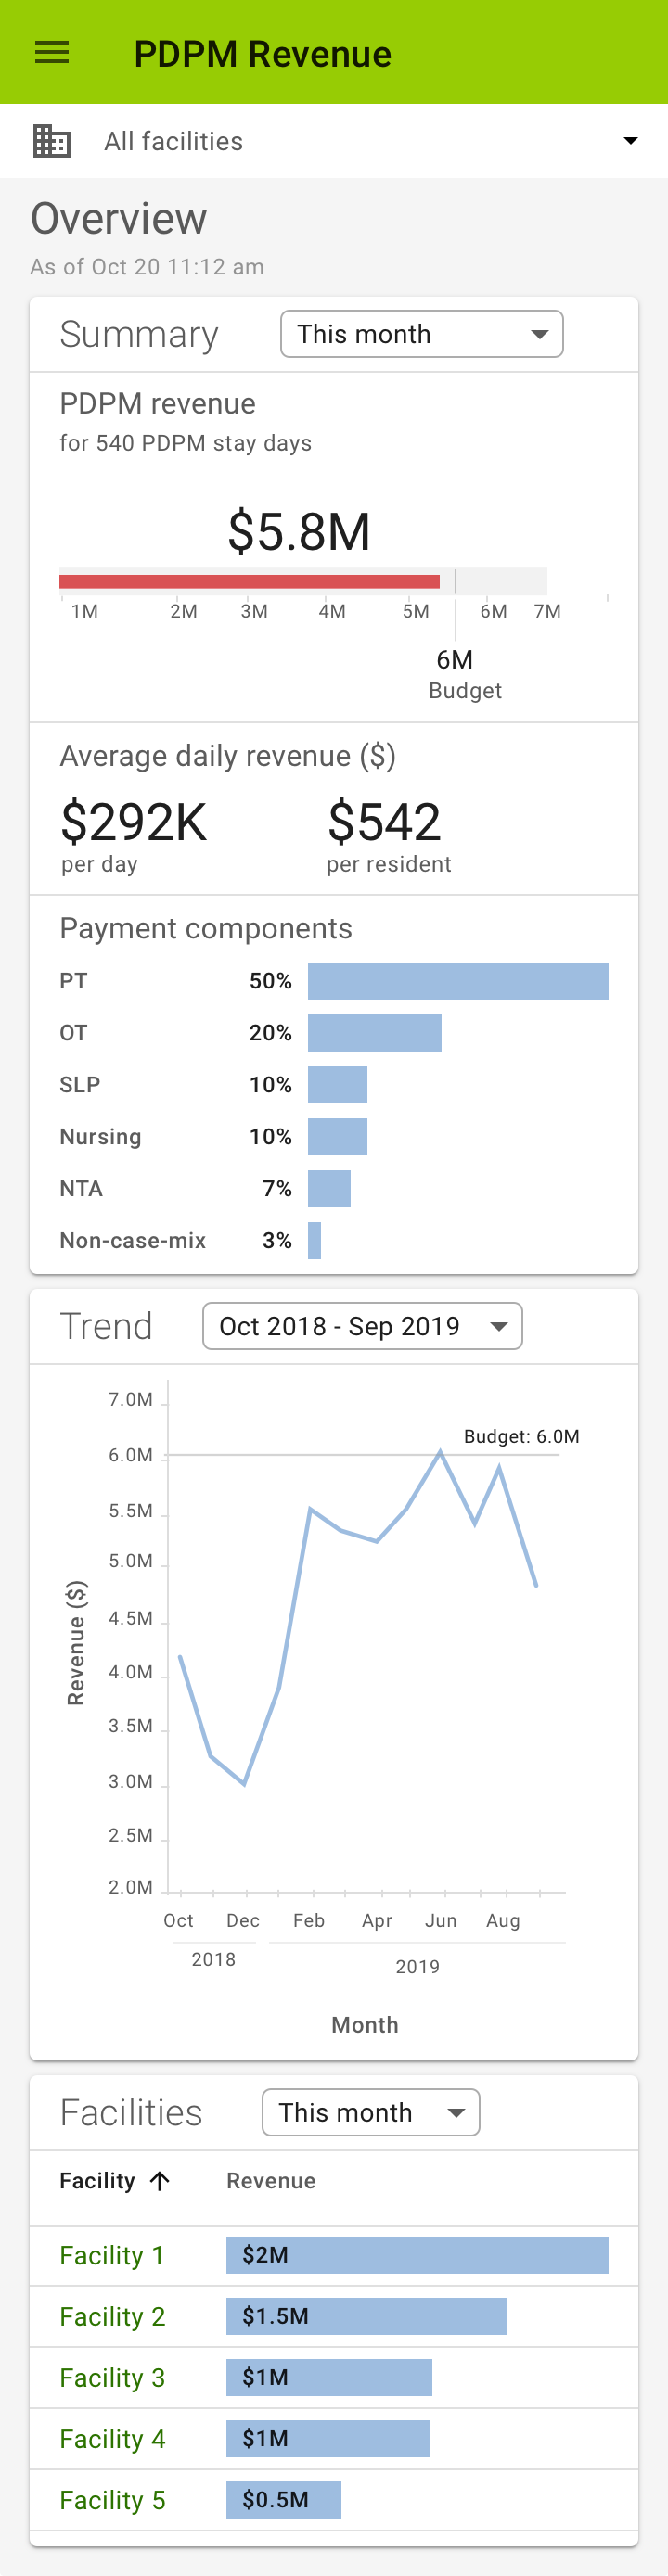 PDPM Revenue
All facilities
Overview
As of Oct 20 11:12 am
Summary This month
PDPM revenue
for 540 PDPM stay days
$5.8M
1M 2M 3M 4M 5M 6M 7M
6M
Budget
Average daily revenue ($)
$292K $542
per day per resident
Payment components
PT 50%
OT 20%
SLP 10%
Nursing 10%
NTA 7%
Non-case-mix 3%
Trend Oct 2018 - Sep 2019
7.0M
Budget: 6.0M
6.0M
5.5M
5.0M
4.5M
4.0M
3.5M
3.0M
2.5M
2.0M
Revenue ($)
Oct Dec Feb Apr Jun Aug
2018 2019
Month
Facilities This month
Facility Revenue
Facility 1 $2M
Facility 2 $1.5M
Facility 3 $1M
Facility 4 $1M
Facility 5 $0.5M